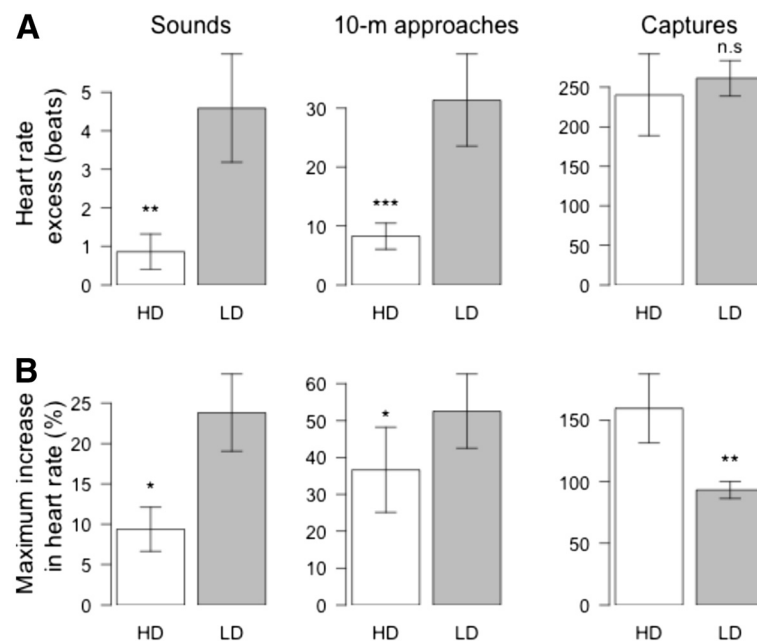 A
Sounds
10-m approaches
Captures
Heart rate
excess (beats)
5
4
3
2
1
0
**
HD
LD
30
20
10
0
***
HD
LD
250
200
150
100
50
0
n.s
HD
LD
B
Maximum increase
in heart rate (%)
25
20
15
10
5
0
*
HD
LD
60
50
40
30
20
10
0
*
HD
LD
150
100
50
0
**
HD
LD